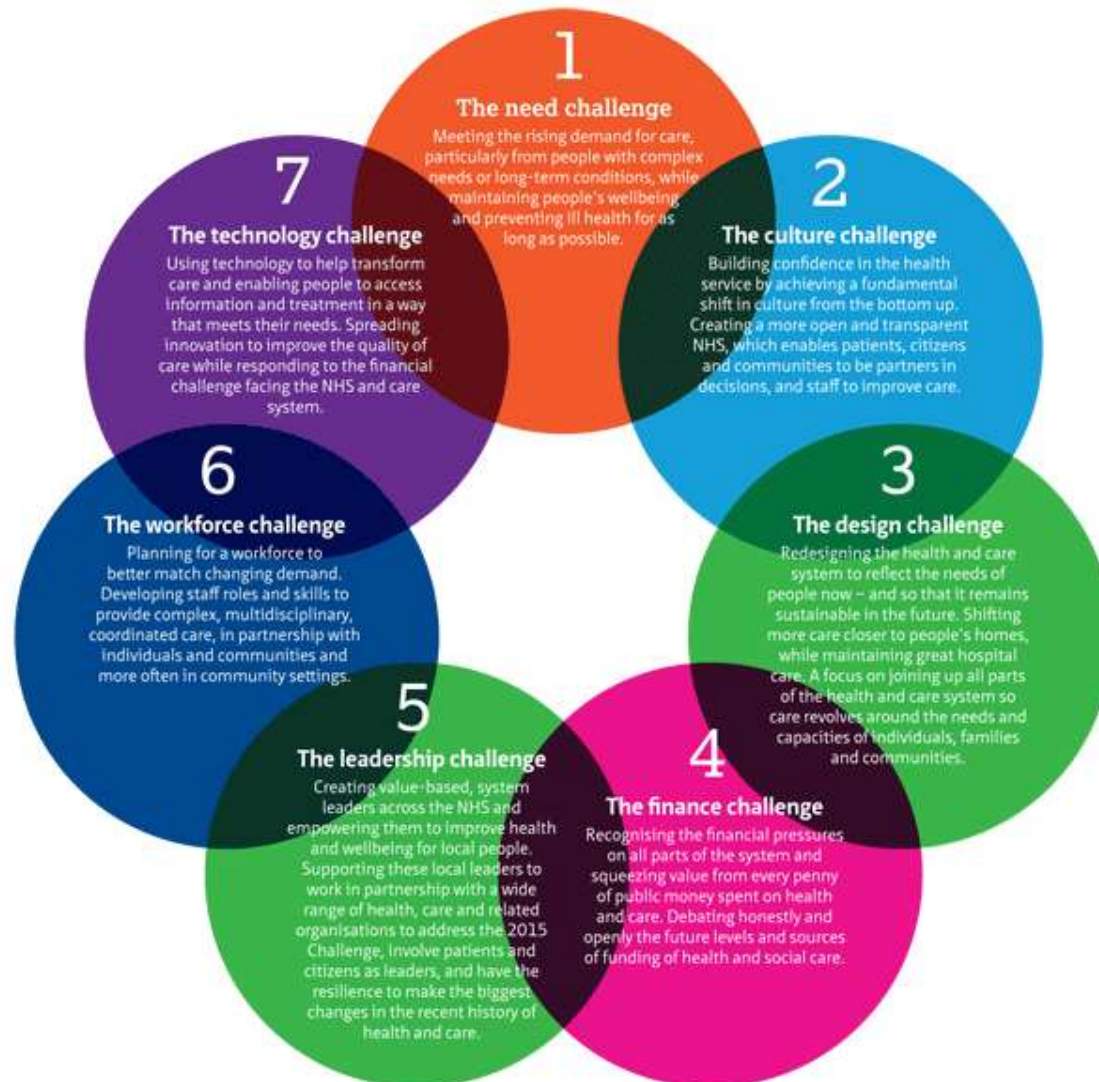 1
The need challenge
Meeting the rising demand for care,
particularly from people with complex
needs or long-term conditions, while
maintaining people's wellbeing
and preventing ill health for as
long as possible.
2
The culture challenge
Building confidence in the health
service by achieving a fundamental
shift in culture from the bottom up.
Creating a more open and transparent
NHS, which enables patients, citizens
and communities to be partners in
decisions, and staff to improve care.
3
The design challenge
Redesigning the health and care
system to reflect the needs of
people now – and so that it remains
sustainable in the future. Shifting
more care closer to people's homes,
while maintaining great hospital
care. A focus on joining up all parts
of the health and care system so
care revolves around the needs and
capacities of individuals, families
and communities.
4
The finance challenge
Recognising the financial pressures
on all parts of the system and
squeezing value from every penny
of public money spent on health
and care. Debating honestly and
openly the future levels and sources
of funding of health and social care.
5
The leadership challenge
Creating value-based, system
leaders across the NHS and
empowering them to improve health
and wellbeing for local people.
Supporting these local leaders to
work in partnership with a wide
range of health, care and related
organisations to address the 2015
Challenge, involve patients and
citizens as leaders, and have the
resilience to make the biggest
changes in the recent history of
health and care.
6
The workforce challenge
Planning for a workforce to
better match changing demand.
Developing staff roles and skills to
provide complex, multidisciplinary,
coordinated care, in partnership with
individuals and communities and
more often in community settings.
7
The technology challenge
Using technology to help transform
care and enabling people to access
information and treatment in a way
that meets their needs. Spreading
innovation to improve the quality of
care while responding to the financial
challenge facing the NHS and care
system.